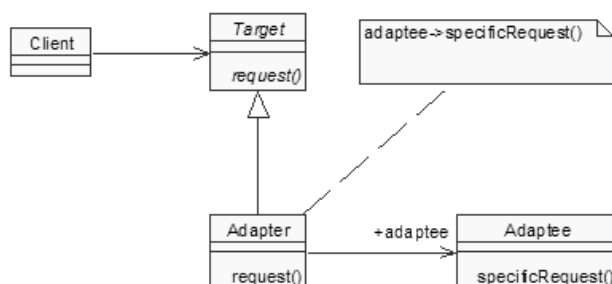 Client
Target
request()
adaptee->specificRequest()
Adapter
request()
+adaptee
Adaptee
specificRequest()